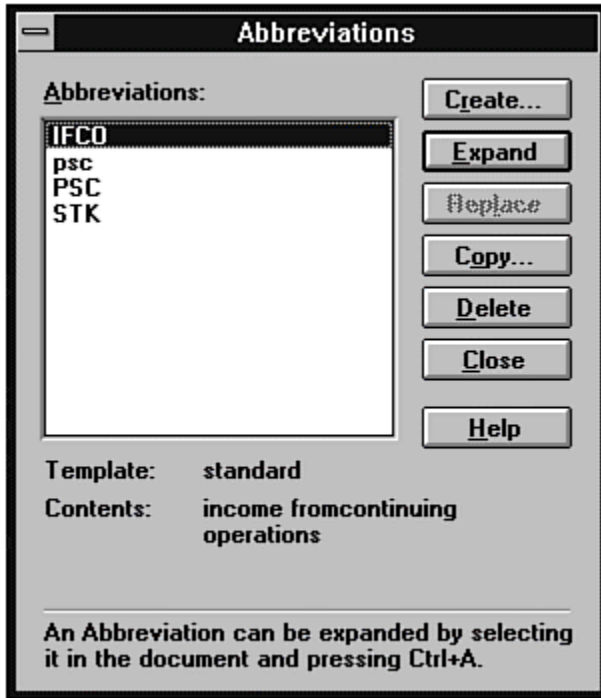 Abbreviations
Abbreviations:
IFCO
psc
PSC
STK
Create...
Expand
Replace
Copy...
Delete
Close
Help
Template: standard
Contents: income fromcontinuing
operations
An Abbreviation can be expanded by selecting
it in the document and pressing Ctrl+A.